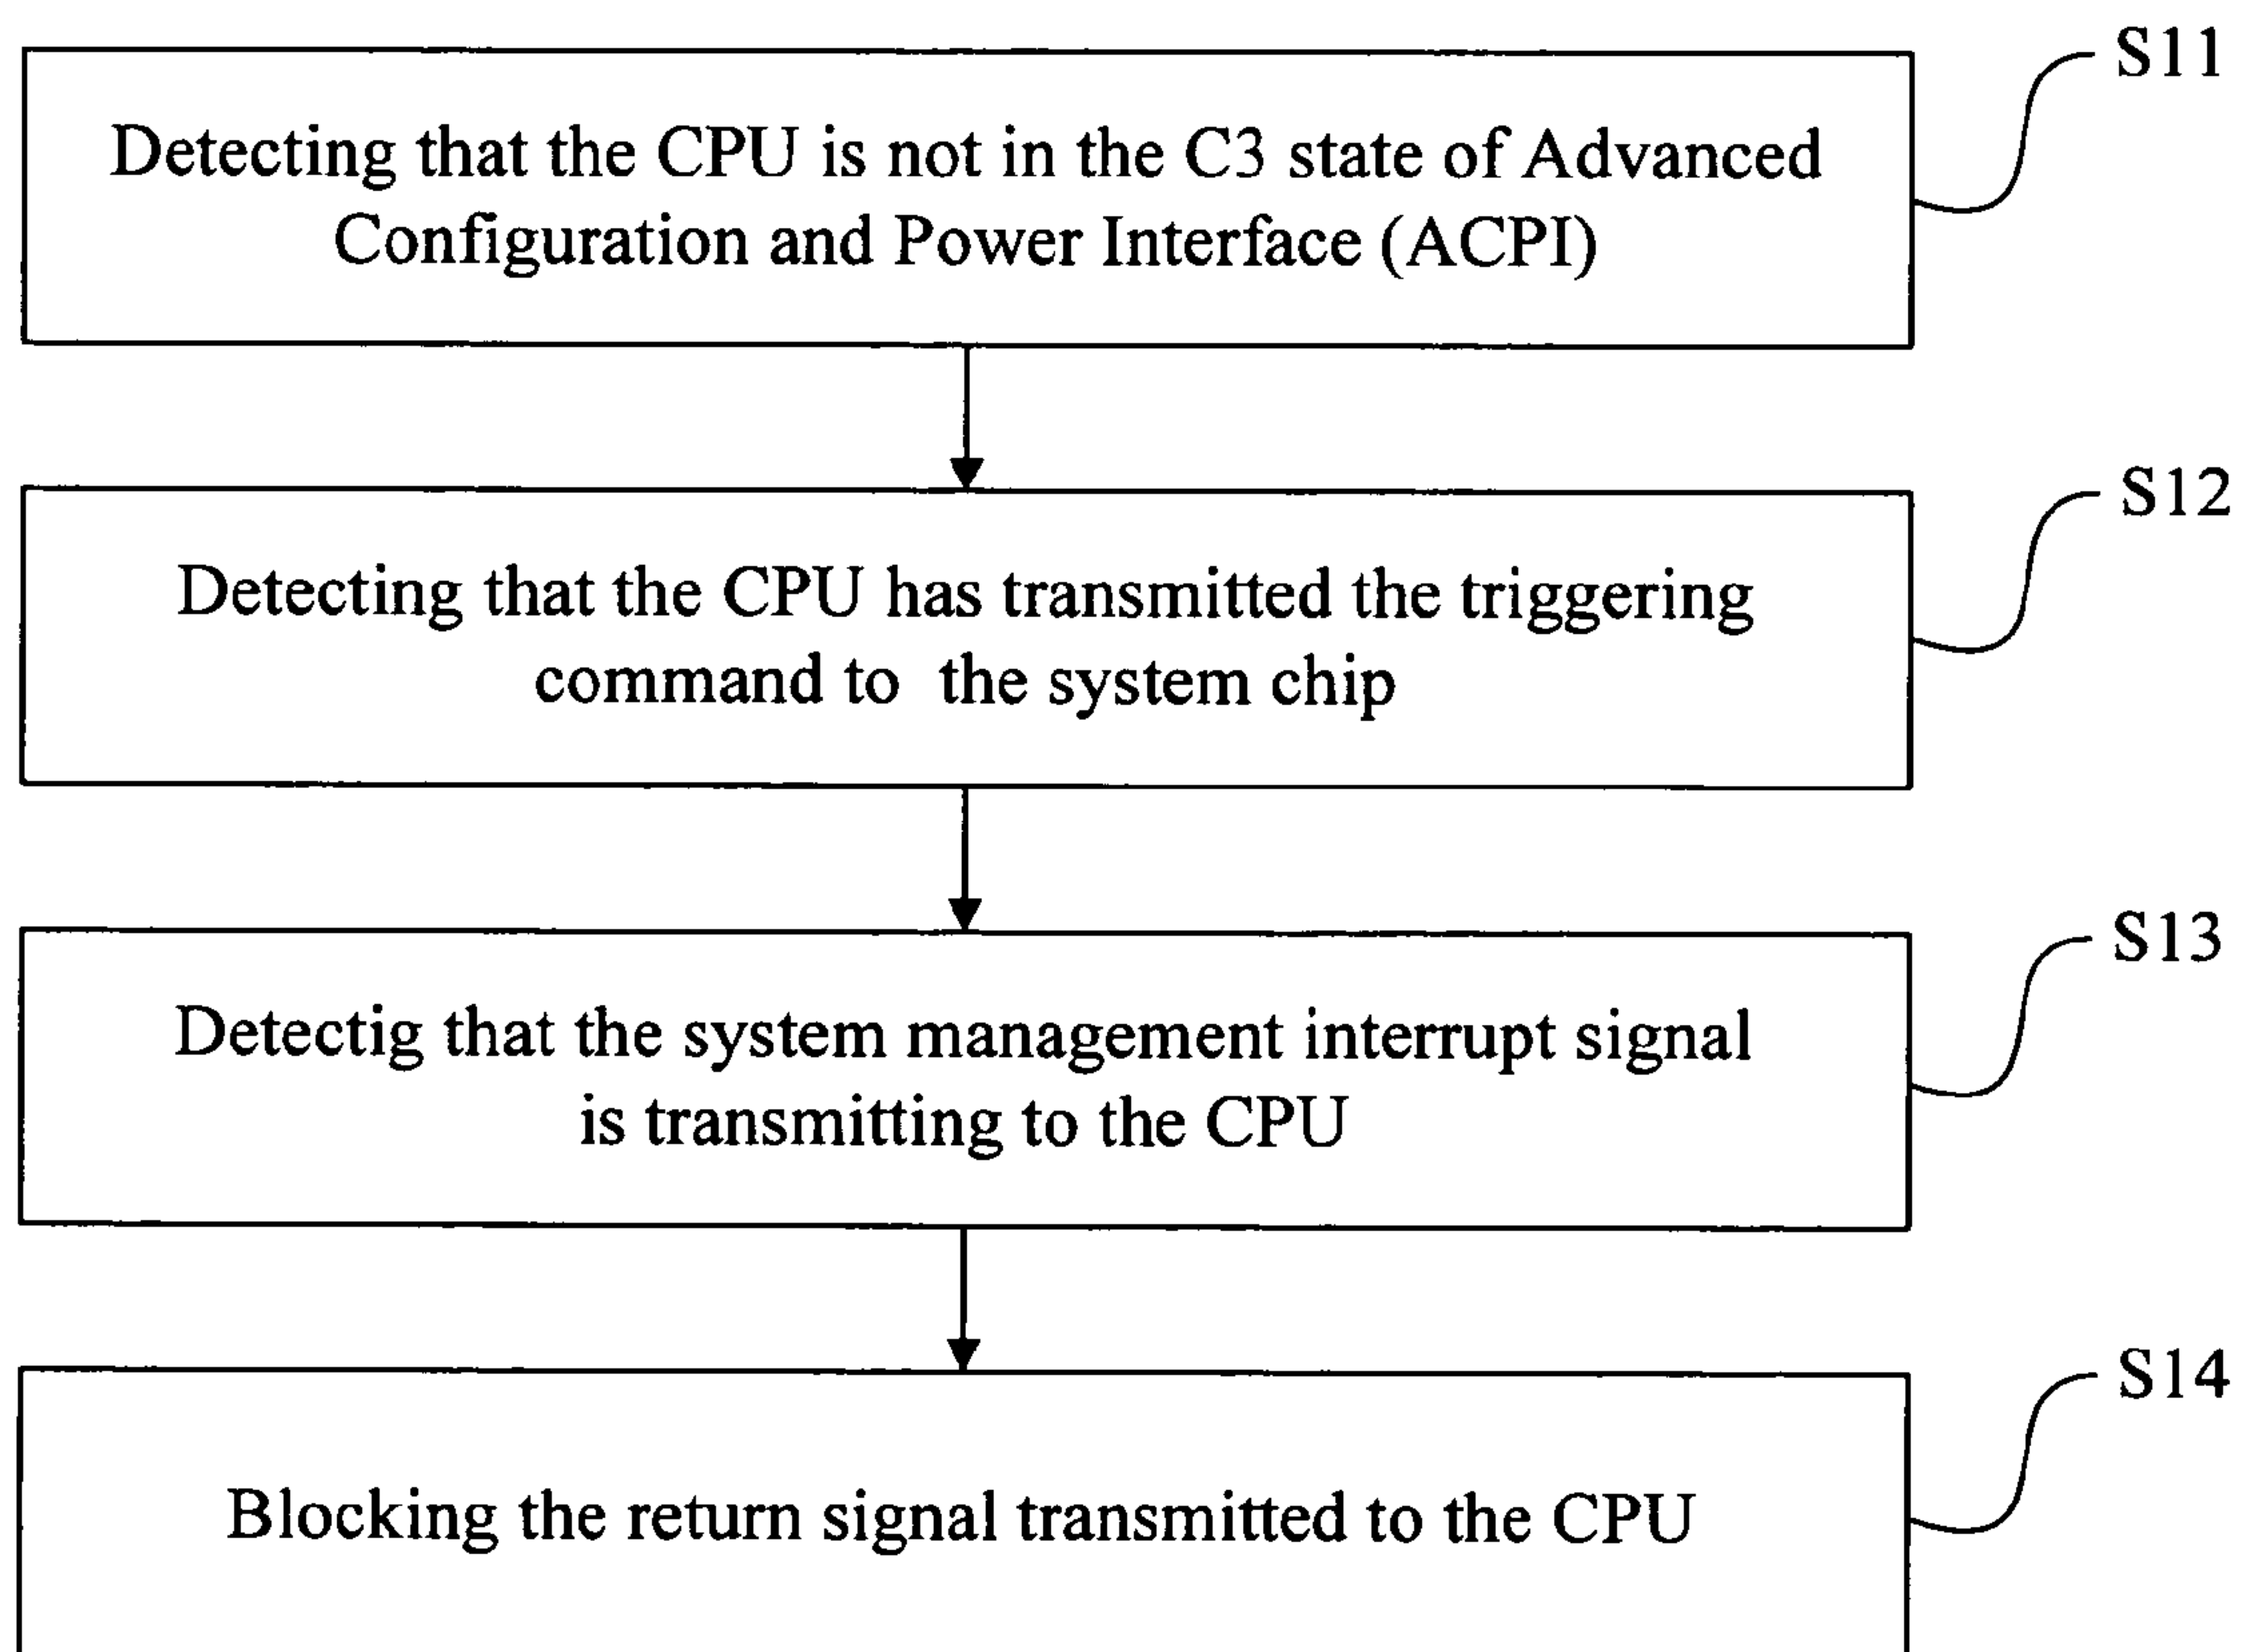 S11
Detecting that the CPU is not in the C3 state of Advanced
Configuration and Power Interface (ACPI)
S12
Detecting that the CPU has transmitted the triggering
command to the system chip
S13
Detectig that the system management interrupt signal
is transmitting to the CPU
S14
Blocking the return signal transmitted to the CPU